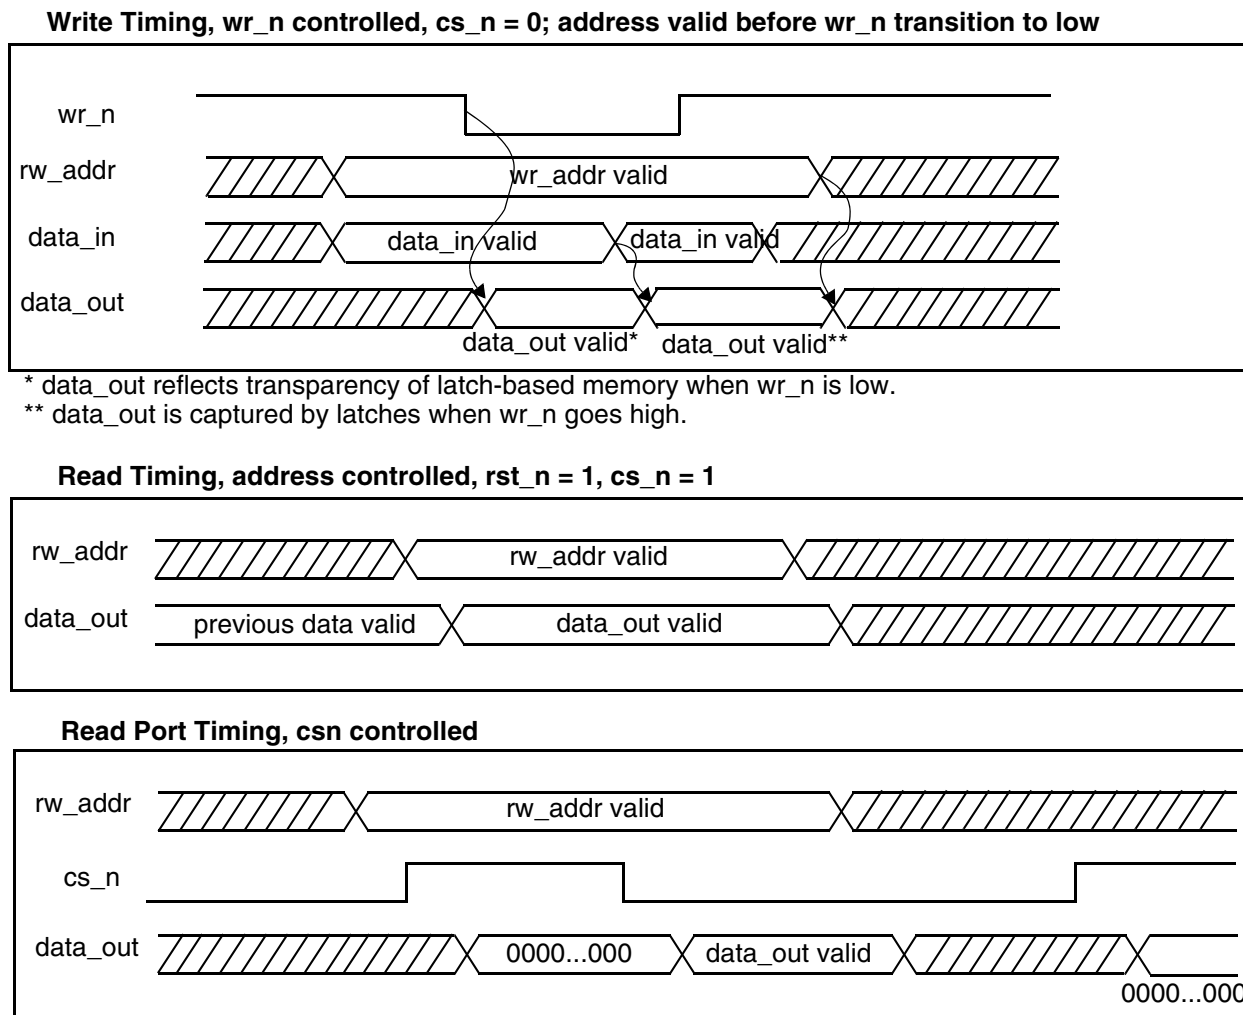 Write Timing, wr_n controlled, cs_n = 0; address valid before wr_n transition to low
wr_n
rw_addr
wr_addr valid
data_in
data_in valid
data_in valid
data_out
data_out valid*
data_out valid**
* data_out reflects transparency of latch-based memory when wr_n is low.
** data_out is captured by latches when wr_n goes high.
Read Timing, address controlled, rst_n = 1, cs_n = 1
rw_addr
rw_addr valid
data_out
previous data valid
data_out valid
Read Port Timing, csn controlled
rw_addr
rw_addr valid
cs_n
data_out
0000...000
data_out valid
0000...000